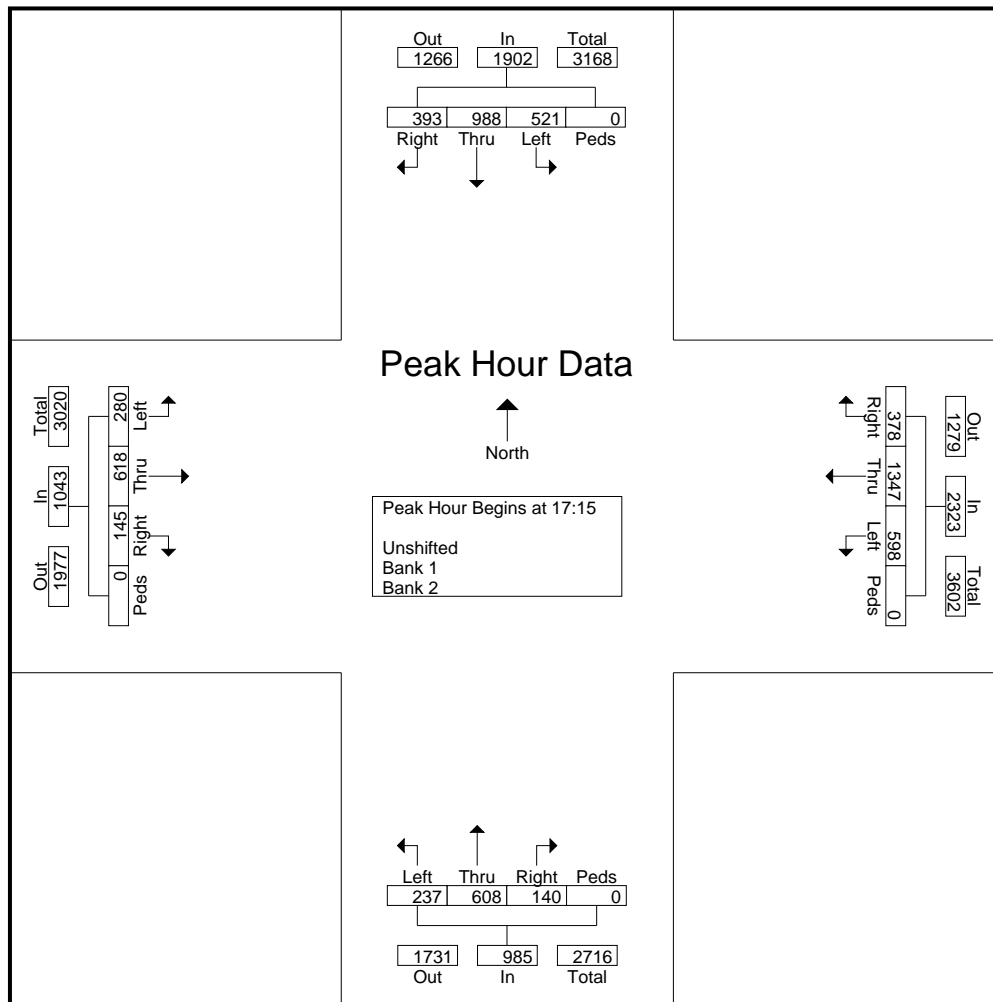 Out In Total
1266 1902 3168
393 988 521 0
Right Thru Left Peds
Peak Hour Data
North
Peak Hour Begins at 17:15
Unshifted
Bank 1
Bank 2
Total In Out
3020 1043 1977
280 618 145 0
Left Thru Right Peds
Out In Total
1279 2323 3602
378 1347 598 0
Right Thru Left Peds
Left Thru Right Peds
237 608 140 0
1731 985 2716
Out In Total